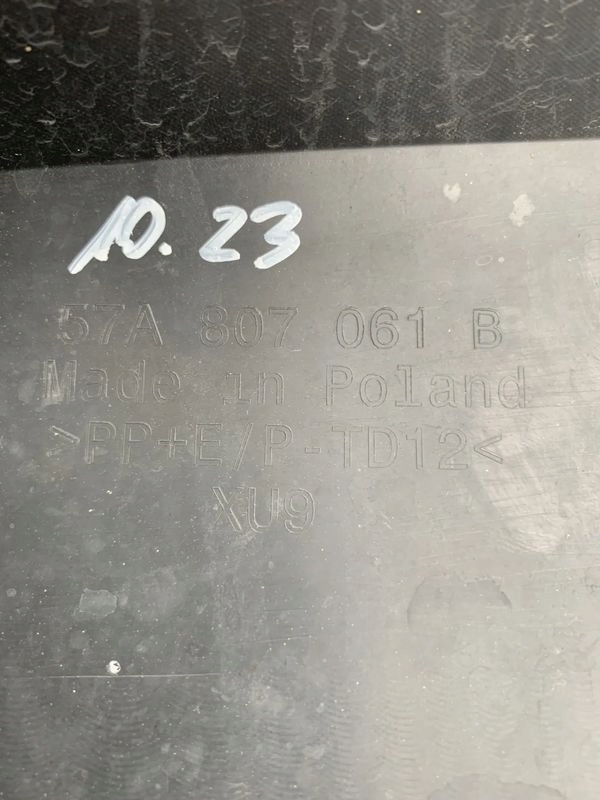 10.23
57A 807 061 B
Made in Poland
>PP+E/P-TD12<
XU9